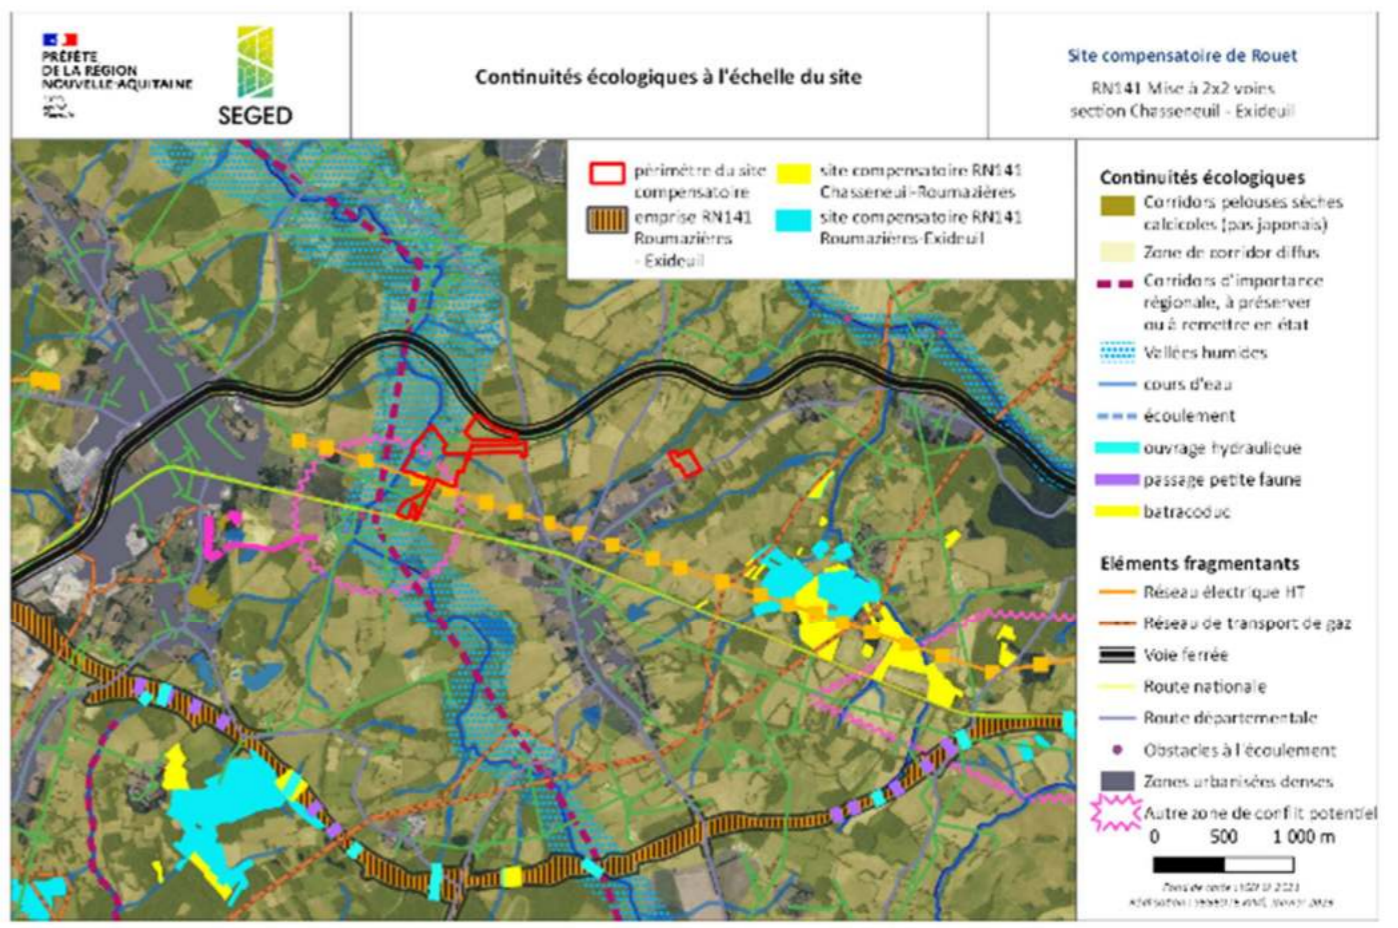 PRÉFÈTE
DE LA RÉGION
NOUVELLE-AQUITAINE
SEGED
Continuités écologiques à l'échelle du site
Site compensatoire de Rouet
RN141 Mise à 2x2 voies
section Chasseneuil - Exideuil
périmètre du site
compensatoire
emprise RN141
Roumazières
- Exideuil
site compensatoire RN141
Chasseneui-Roumazières
site compensatoire RN141
Roumazières-Exideuil
Continuités écologiques
Corridors pelouses sèches
calcicoles (pas japonais)
Zone de corridor diffus
Corridors d'importance
régionale, à préserver
ou à remettre en état
Vallées humides
cours d'eau
écoulement
ouvrage hydraulique
passage petite faune
batracoduc
Eléments fragmentants
Réseau électrique HT
Réseau de transport de gaz
Voie ferrée
Route nationale
Route départementale
Obstacles à l'écoulement
Zones urbanisées denses
Autre zone de conflit potentiel
0 500 1 000 m
Fond de carte